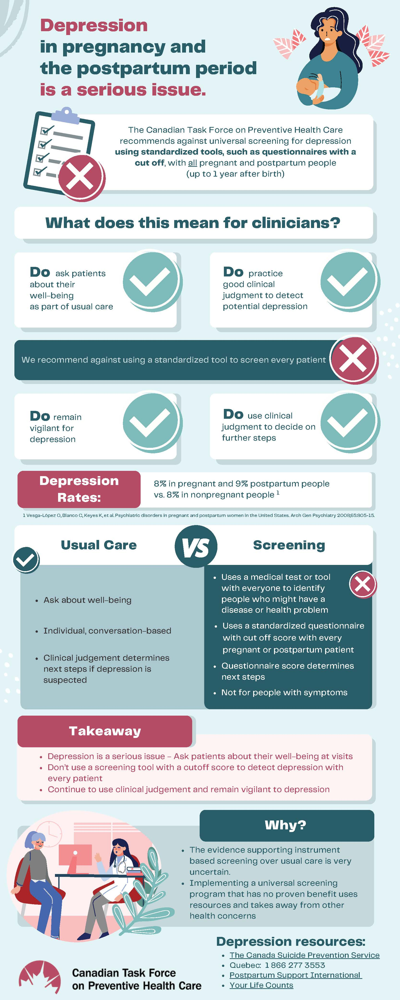 Depression
in pregnancy and
the postpartum period
is a serious issue.
The Canadian Task Force on Preventive Health Care
recommends against universal screening for depression
using standardized tools, such as questionnaires with a
cut off, with all pregnant and postpartum people
(up to 1 year after birth)
What does this mean for clinicians?
Do ask patients
about their
well-being
as part of usual care
Do practice
good clinical
judgment to detect
potential depression
We recommend against using a standardized tool to screen every patient
Do remain
vigilant for
depression
Do use clinical
judgment to decide on
further steps
Depression
Rates:
8% in pregnant and 9% postpartum people
vs. 8% in nonpregnant people 1
1 Vesga-López O, Blanco C, Keyes K, et al. Psychiatric disorders in pregnant and postpartum women in the United States. Arch Gen Psychiatry 2008;65:805-15.
Usual Care
VS
Screening
• Ask about well-being
• Individual, conversation-based
• Clinical judgement determines
next steps if depression is
suspected
• Uses a medical test or tool
with everyone to identify
people who might have a
disease or health problem
• Uses a standardized questionnaire
with cut off score with every
pregnant or postpartum patient
• Questionnaire score determines
next steps
• Not for people with symptoms
Takeaway
• Depression is a serious issue - Ask patients about their well-being at visits
• Don't use a screening tool with a cutoff score to detect depression with
every patient
• Continue to use clinical judgement and remain vigilant to depression
Why?
• The evidence supporting instrument
based screening over usual care is very
uncertain.
• Implementing a universal screening
program that has no proven benefit uses
resources and takes away from other
health concerns
Depression resources:
• The Canada Suicide Prevention Service
• Quebec: 1 866 277 3553
• Postpartum Support International
• Your Life Counts
Canadian Task Force
on Preventive Health Care